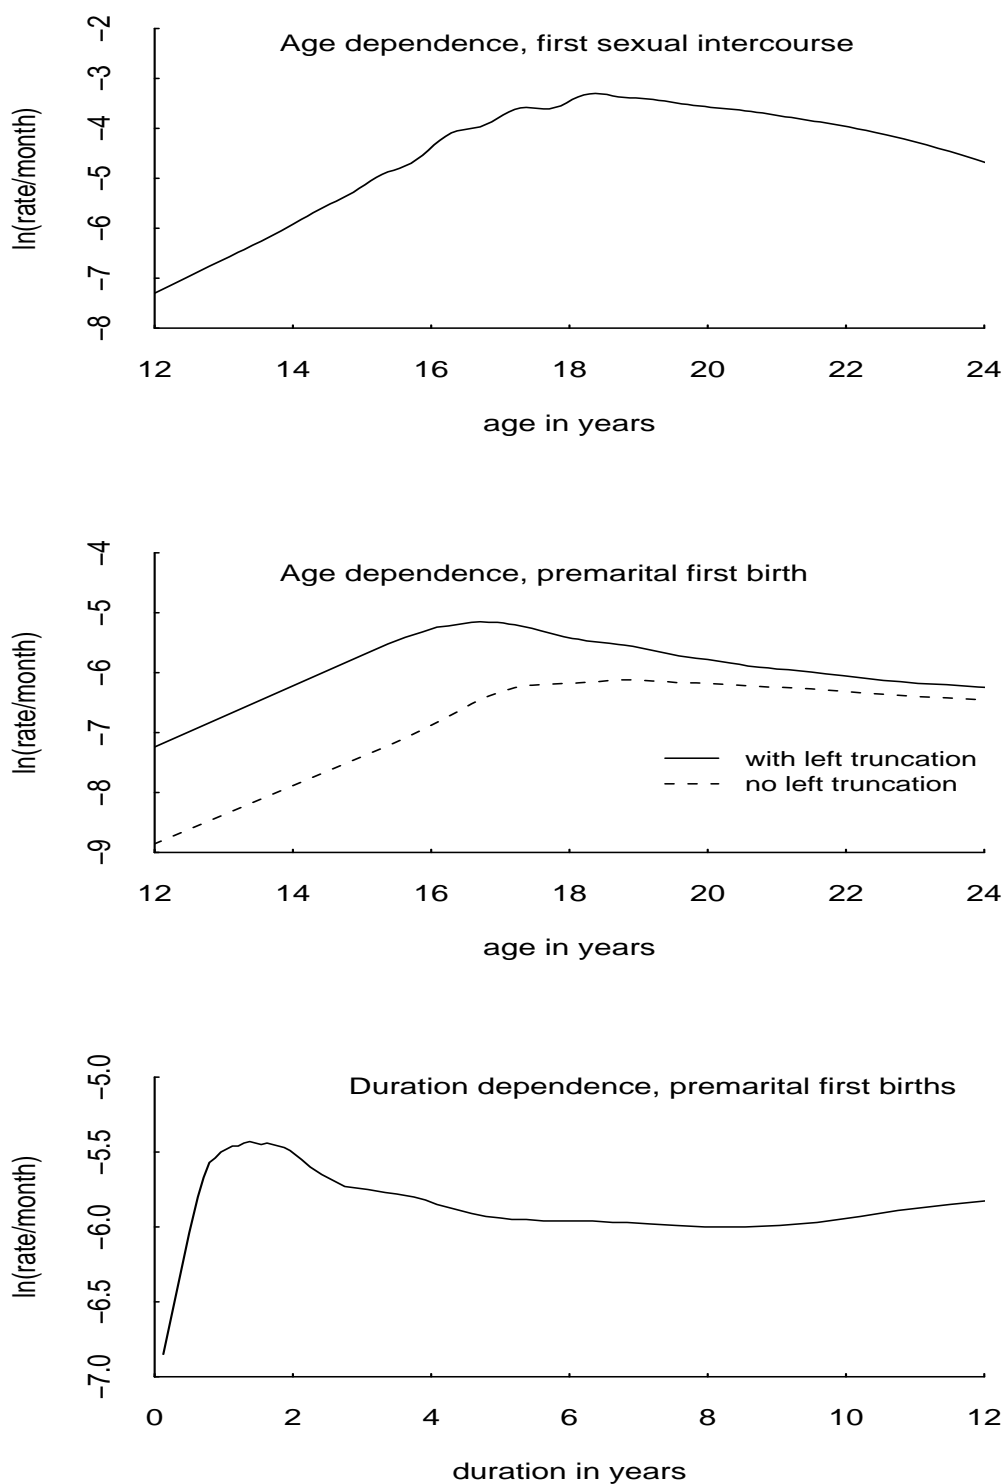 Age dependence, first sexual intercourse
ln(rate/month)
−2
−3
−4
−5
−6
−7
−8
12 14 16 18 20 22 24
age in years
Age dependence, premarital first birth
ln(rate/month)
−4
−5
−6
−7
−8
−9
with left truncation
no left truncation
12 14 16 18 20 22 24
age in years
Duration dependence, premarital first births
ln(rate/month)
−5.0
−5.5
−6.0
−6.5
−7.0
0 2 4 6 8 10 12
duration in years